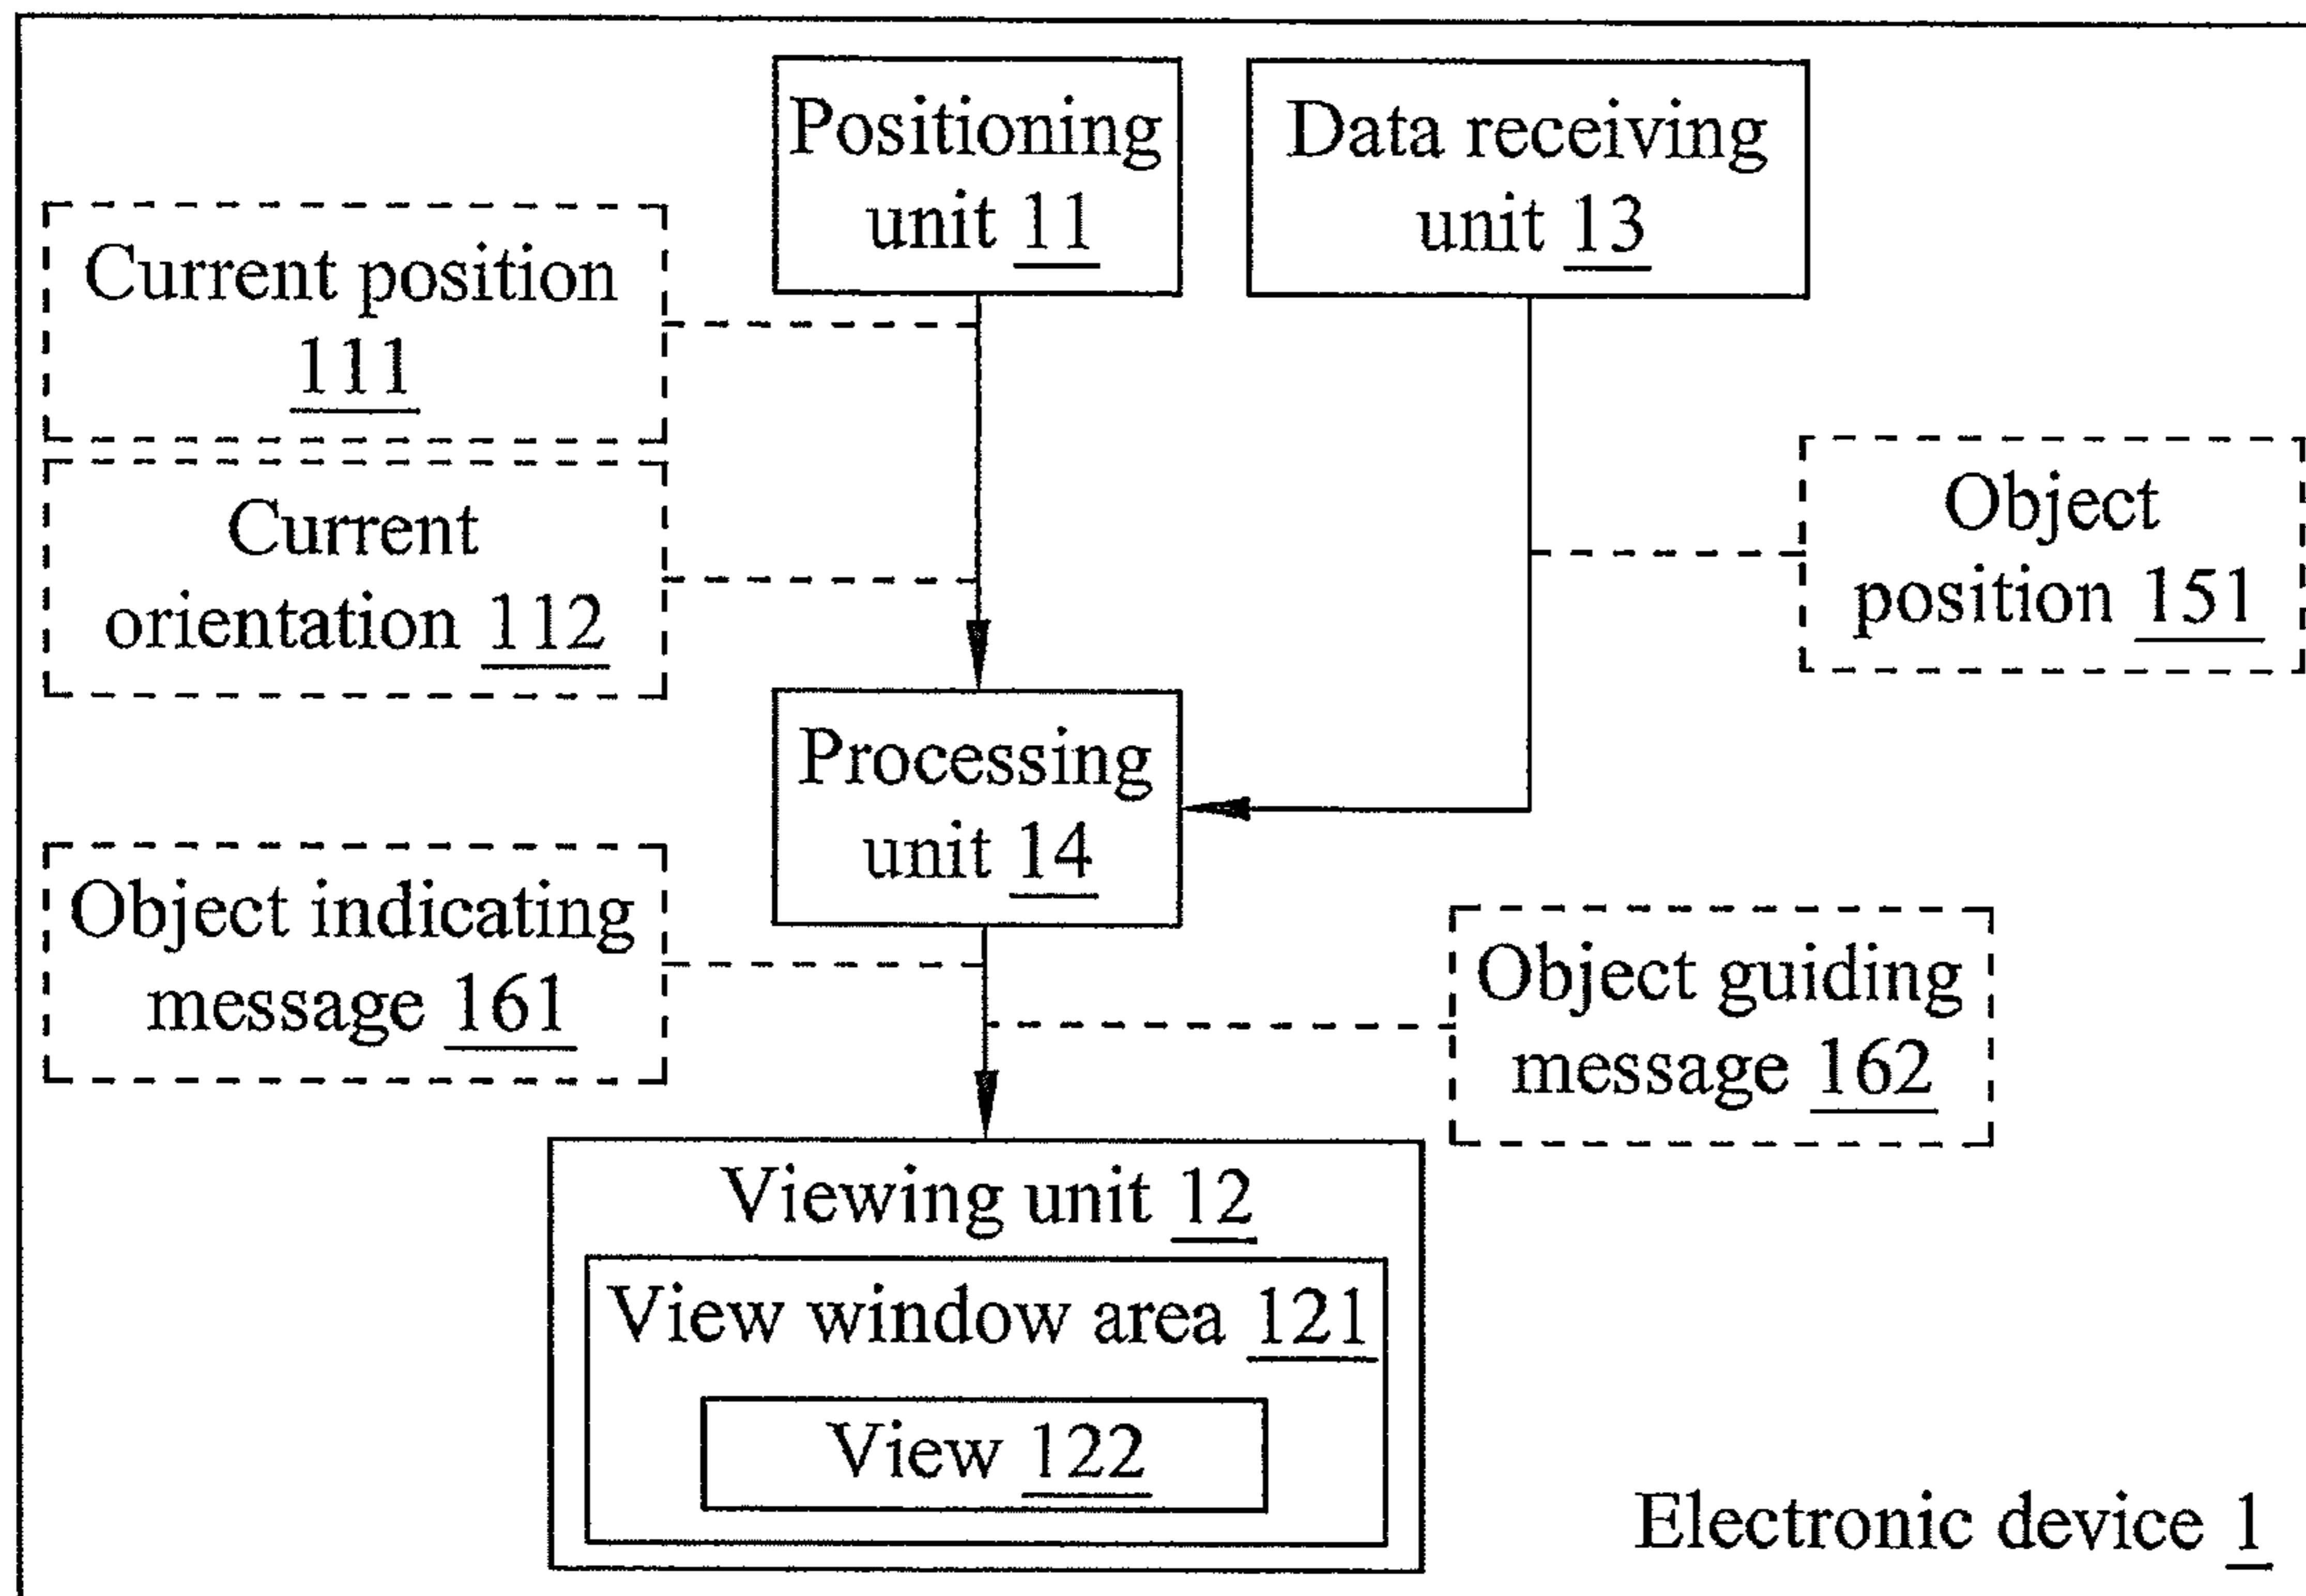 Positioning
unit 11
Data receiving
unit 13
Current position
111
Current
orientation 112
Object
position 151
Processing
unit 14
Object indicating
message 161
Object guiding
message 162
Viewing unit 12
View window area 121
View 122
Electronic device 1